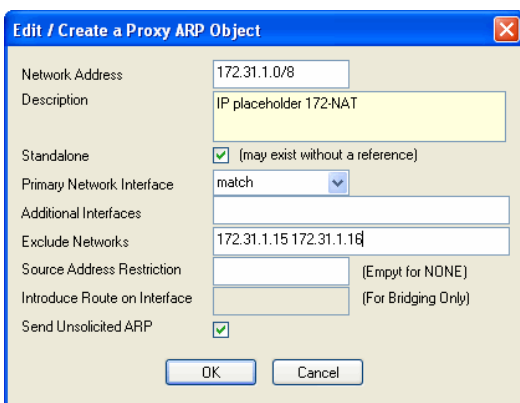 Edit / Create a Proxy ARP Object
Network Address 172.31.1.0/8
Description IP placeholder 172-NAT
Standalone (may exist without a reference)
Primary Network Interface match
Additional Interfaces
Exclude Networks 172.31.1.15 172.31.1.16
Source Address Restriction (Empyt for NONE)
Introduce Route on Interface (For Bridging Only)
Send Unsolicited ARP
OK Cancel